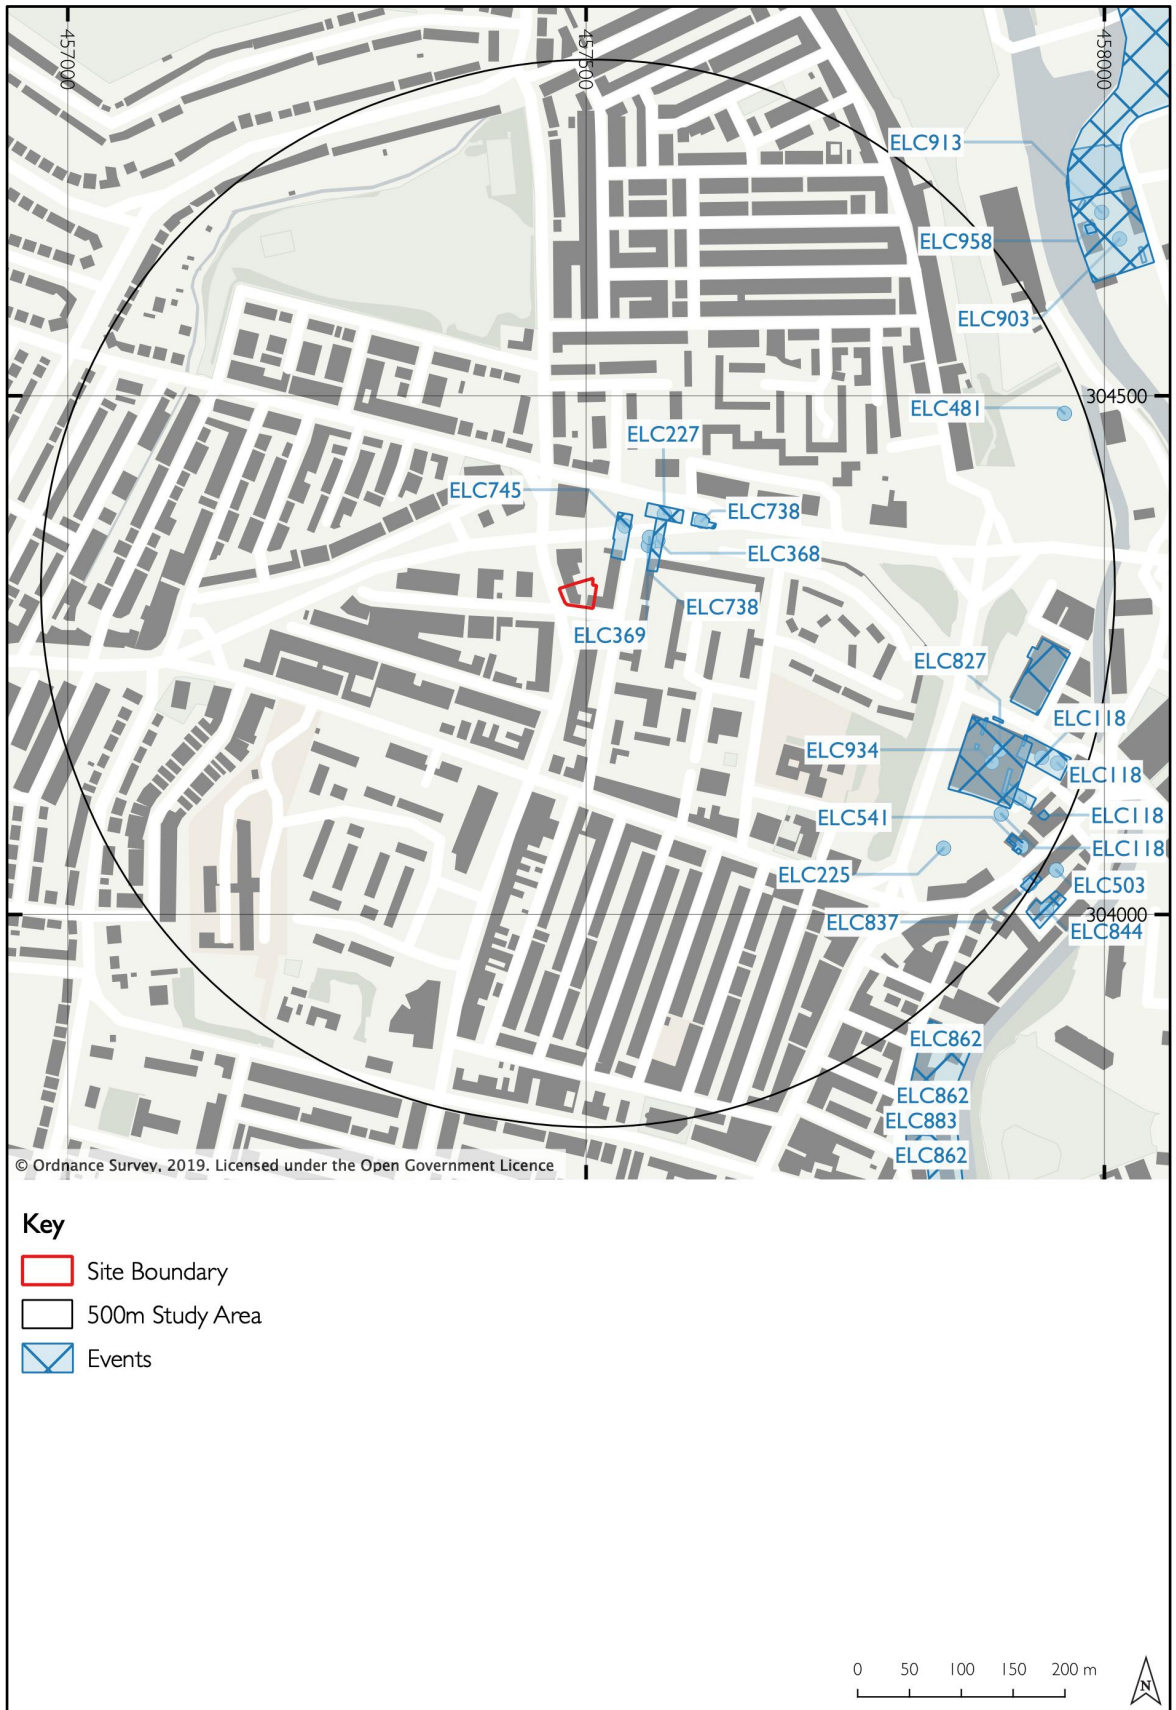 457000
457500
458000
ELC913
ELC958
ELC903
304500
ELC481
ELC227
ELC745
ELC738
ELC368
ELC738
ELC369
ELC827
ELC118
ELC934
ELC118
ELC541
ELC118
ELC118
ELC225
ELC503
ELC837
304000
ELC844
ELC862
ELC862
ELC883
ELC862
© Ordnance Survey, 2019. Licensed under the Open Government Licence
Key
Site Boundary
500m Study Area
Events
0 50 100 150 200 m
N